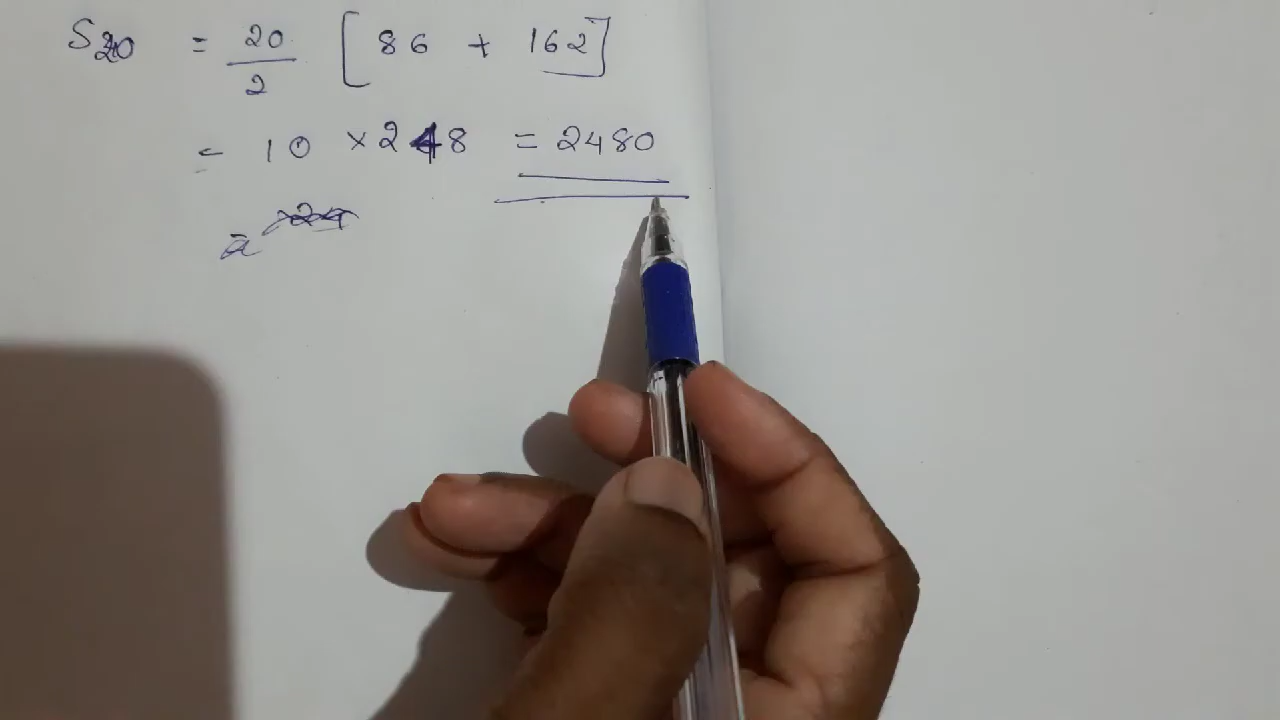 S20 = 20/2 [86 + 162]
= 10 × 248 = 2480